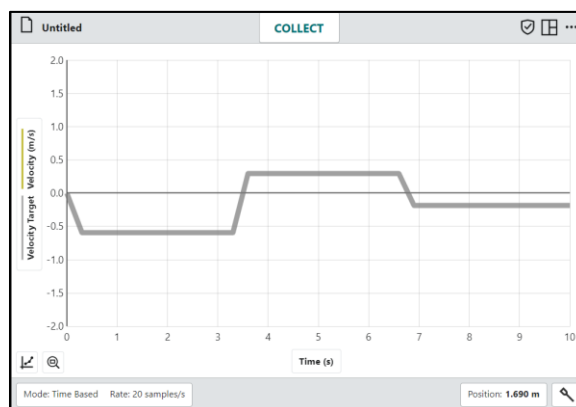 Untitled
COLLECT
...
2.0
1.5
1.0
0.5
0.0
-0.5
-1.0
-1.5
-2.0
Velocity Target Velocity (m/s)
0 1 2 3 4 5 6 7 8 9 10
Time (s)
Mode: Time Based Rate: 20 samples/s
Position: 1.690 m